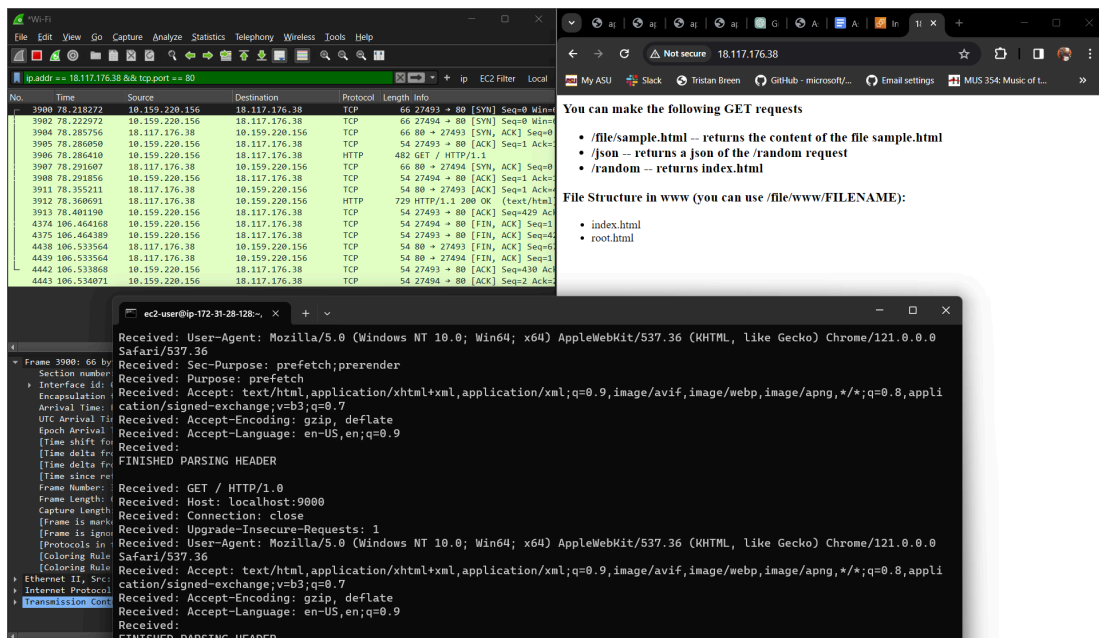 *Wi-Fi
File Edit View Go Capture Analyze Statistics Telephony Wireless Tools Help
ip.addr == 18.117.176.38 && tcp.port == 80
+ ip EC2 Filter Local
No. Time Source Destination Protocol Length Info
3900 78.218272 10.159.220.156 18.117.176.38 TCP 66 27493 → 80 [SYN] Seq=0 Win=6
3902 78.222972 10.159.220.156 18.117.176.38 TCP 66 27494 → 80 [SYN] Seq=0 Win=6
3904 78.285756 18.117.176.38 10.159.220.156 TCP 66 80 → 27493 [SYN, ACK] Seq=0
3905 78.286050 10.159.220.156 18.117.176.38 TCP 54 27493 → 80 [ACK] Seq=1 Ack=1
3906 78.286410 10.159.220.156 18.117.176.38 HTTP 482 GET / HTTP/1.1
3907 78.291607 18.117.176.38 10.159.220.156 TCP 66 80 → 27494 [SYN, ACK] Seq=0
3908 78.291856 10.159.220.156 18.117.176.38 TCP 54 27494 → 80 [ACK] Seq=1 Ack=1
3911 78.355211 18.117.176.38 10.159.220.156 TCP 54 80 → 27493 [ACK] Seq=1 Ack=4
3912 78.360691 18.117.176.38 10.159.220.156 HTTP 729 HTTP/1.1 200 OK (text/html)
3913 78.401190 10.159.220.156 18.117.176.38 TCP 54 27493 → 80 [ACK] Seq=429 Ack
4374 106.464168 10.159.220.156 18.117.176.38 TCP 54 27494 → 80 [FIN, ACK] Seq=1
4375 106.464389 10.159.220.156 18.117.176.38 TCP 54 27493 → 80 [FIN, ACK] Seq=42
4438 106.533564 18.117.176.38 10.159.220.156 TCP 54 80 → 27493 [FIN, ACK] Seq=67
4439 106.533564 18.117.176.38 10.159.220.156 TCP 54 80 → 27494 [FIN, ACK] Seq=1
4442 106.533868 10.159.220.156 18.117.176.38 TCP 54 27493 → 80 [ACK] Seq=430 Ack
4443 106.534071 10.159.220.156 18.117.176.38 TCP 54 27494 → 80 [ACK] Seq=2 Ack=2
Frame 3900: 66 by
Section number
Interface id:
Encapsulation
Arrival Time:
UTC Arrival Ti
Epoch Arrival
[Time shift fo
[Time delta fr
[Time delta fr
[Time since re
Frame Number:
Frame Length:
Capture Length
[Frame is mark
[Frame is igno
[Protocols in
[Coloring Rule
[Coloring Rule
Ethernet II, Src:
Internet Protocol
Transmission Cont
Not secure 18.117.176.38
My ASU Slack Tristan Breen GitHub - microsoft/... Email settings MUS 354: Music of t... »
You can make the following GET requests
• /file/sample.html -- returns the content of the file sample.html
• /json -- returns a json of the /random request
• /random -- returns index.html
File Structure in www (you can use /file/www/FILENAME):
• index.html
• root.html
ec2-user@ip-172-31-28-128:~,
Received: User-Agent: Mozilla/5.0 (Windows NT 10.0; Win64; x64) AppleWebKit/537.36 (KHTML, like Gecko) Chrome/121.0.0.0
Safari/537.36
Received: Sec-Purpose: prefetch;prerender
Received: Purpose: prefetch
Received: Accept: text/html,application/xhtml+xml,application/xml;q=0.9,image/avif,image/webp,image/apng,*/*;q=0.8,appli
cation/signed-exchange;v=b3;q=0.7
Received: Accept-Encoding: gzip, deflate
Received: Accept-Language: en-US,en;q=0.9
Received:
FINISHED PARSING HEADER
Received: GET / HTTP/1.0
Received: Host: localhost:9000
Received: Connection: close
Received: Upgrade-Insecure-Requests: 1
Received: User-Agent: Mozilla/5.0 (Windows NT 10.0; Win64; x64) AppleWebKit/537.36 (KHTML, like Gecko) Chrome/121.0.0.0
Safari/537.36
Received: Accept: text/html,application/xhtml+xml,application/xml;q=0.9,image/avif,image/webp,image/apng,*/*;q=0.8,appli
cation/signed-exchange;v=b3;q=0.7
Received: Accept-Encoding: gzip, deflate
Received: Accept-Language: en-US,en;q=0.9
Received:
FINISHED PARSING HEADER